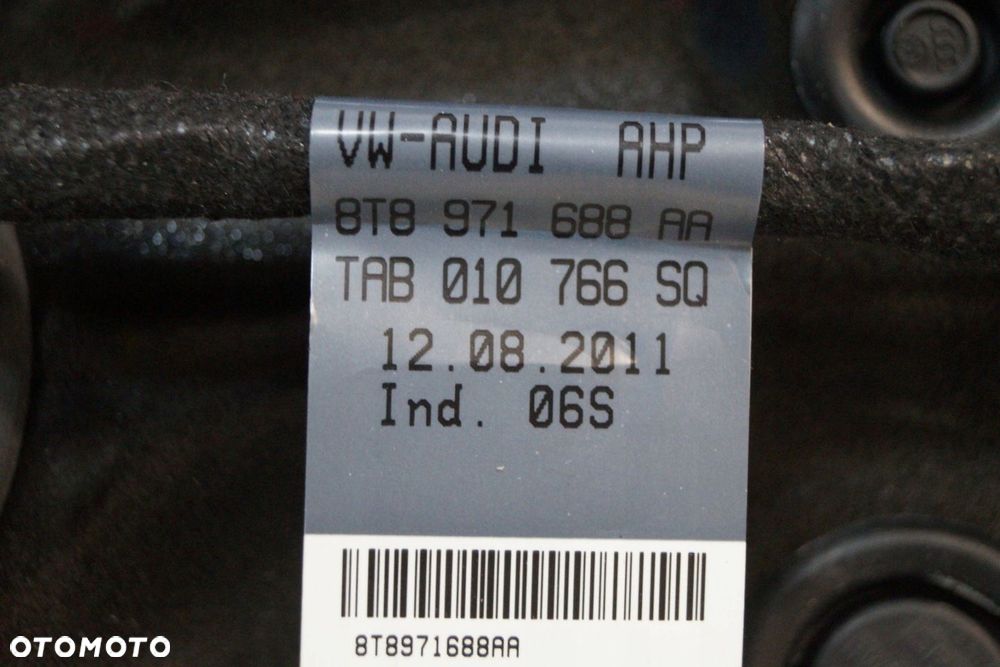 VW-AUDI AHP
8T8 971 688 AA
TAB 010 766 SQ
12.08.2011
Ind. 06S
8T8971688AA
OTOMOTO